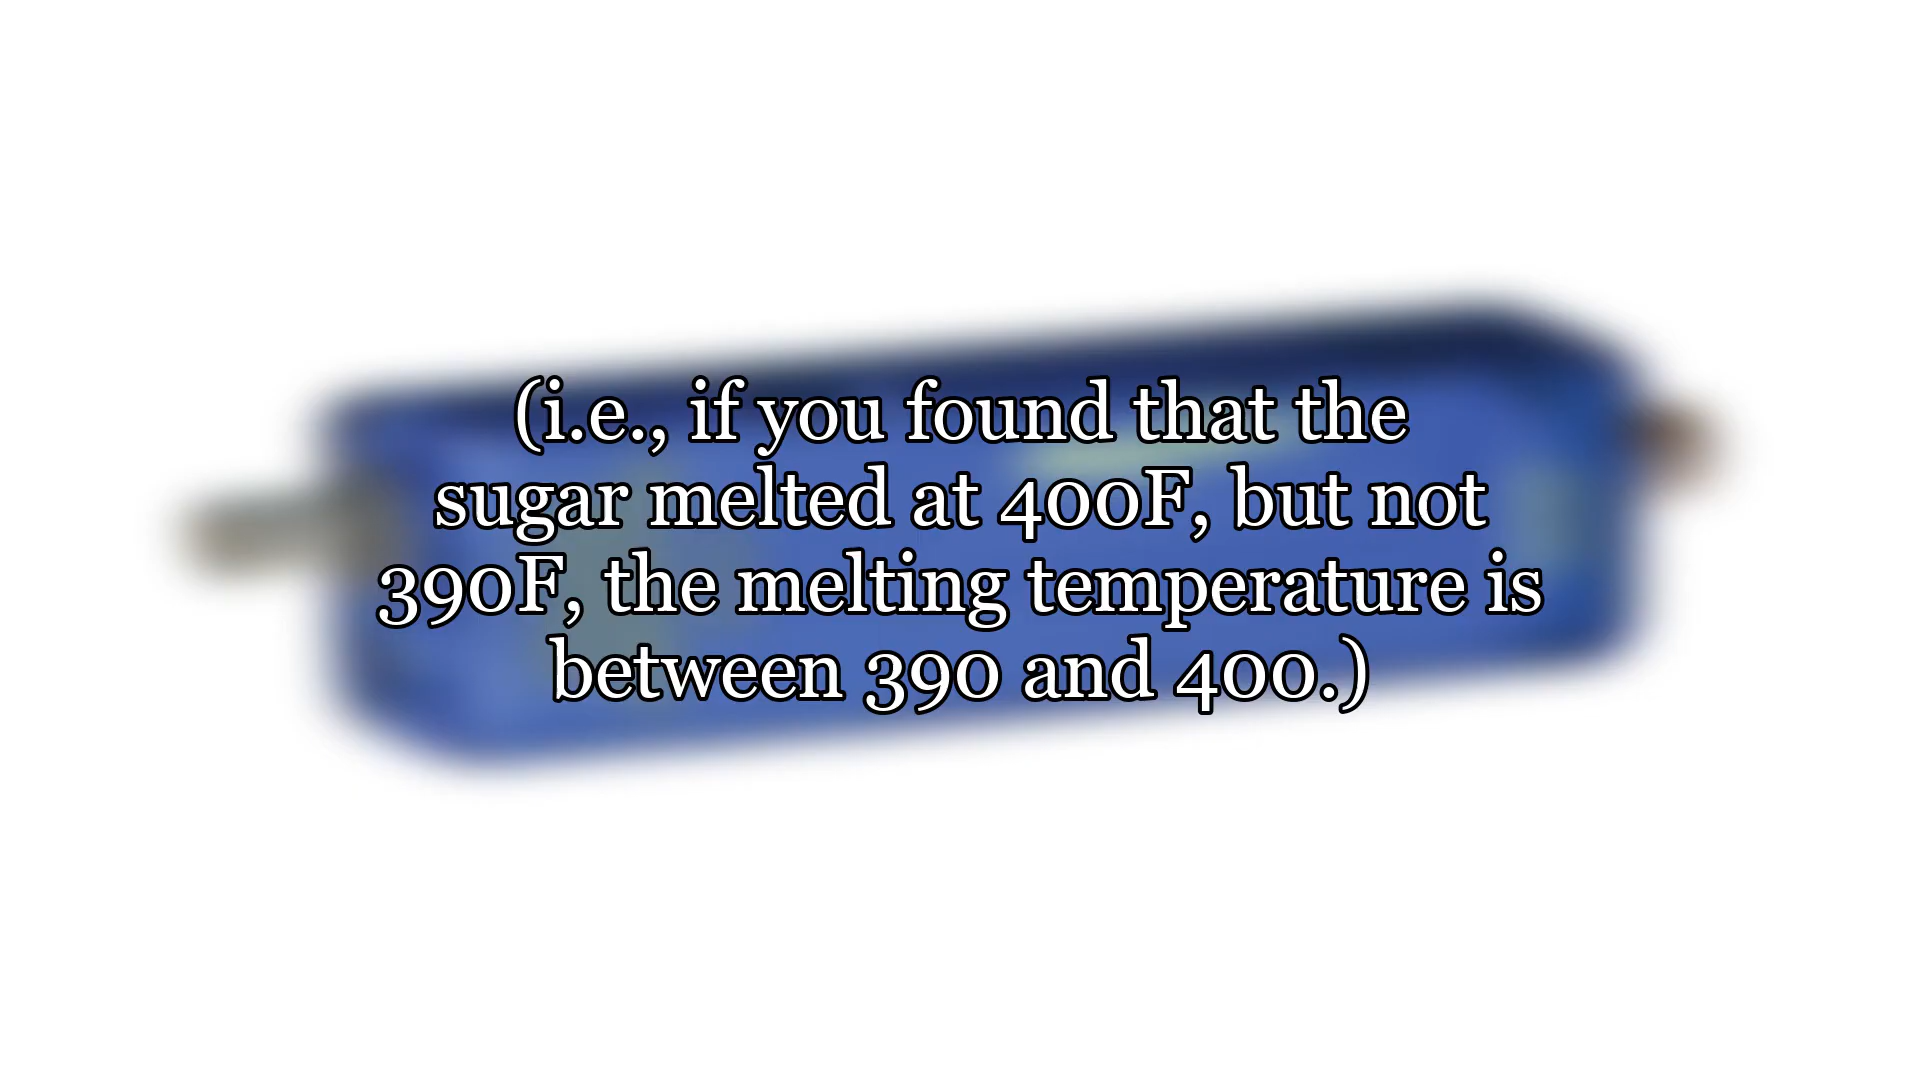 (i.e., if you found that the
sugar melted at 400F, but not
390F, the melting temperature is
between 390 and 400.)